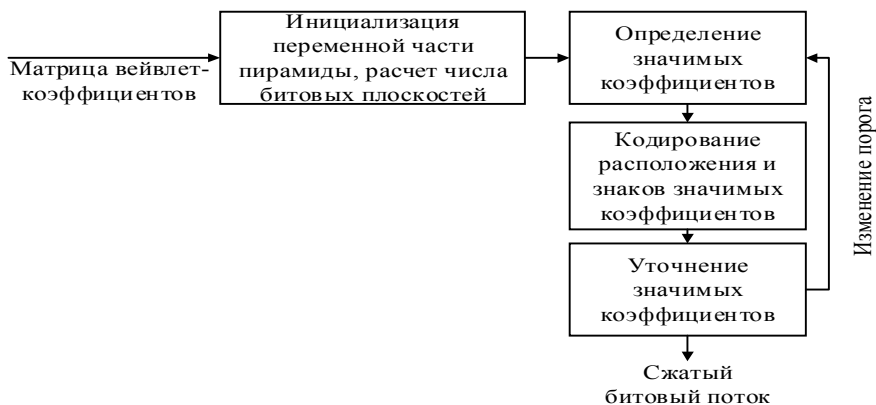 Матрица вейвлет-
коэффициентов
Инициализация
переменной части
пирамиды, расчет числа
битовых плоскостей
Определение
значимых
коэффициентов
Кодирование
расположения и
знаков значимых
коэффициентов
Уточнение
значимых
коэффициентов
Изменение порога
Сжатый
битовый поток